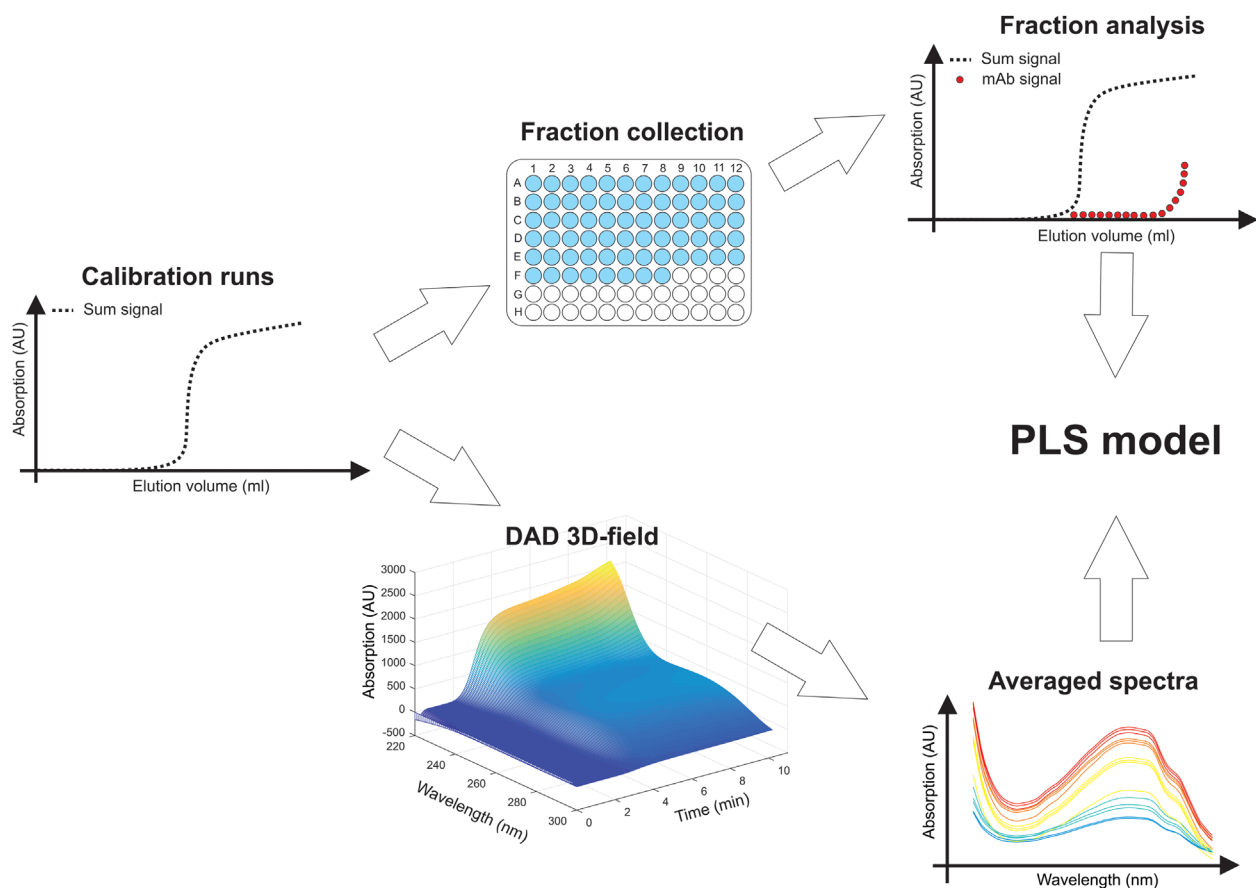 Fraction analysis
Sum signal
mAb signal
Absorption (AU)
Elution volume (ml)
Fraction collection
1 2 3 4 5 6 7 8 9 10 11 12
A
B
C
D
E
F
G
H
Calibration runs
Sum signal
Absorption (AU)
Elution volume (ml)
PLS model
DAD 3D-field
Absorption (AU)
3000
2500
2000
1500
1000
500
0
-500
220
240
260
280
300
Wavelength (nm)
0
2
4
6
8
10
Time (min)
Averaged spectra
Absorption (AU)
Wavelength (nm)